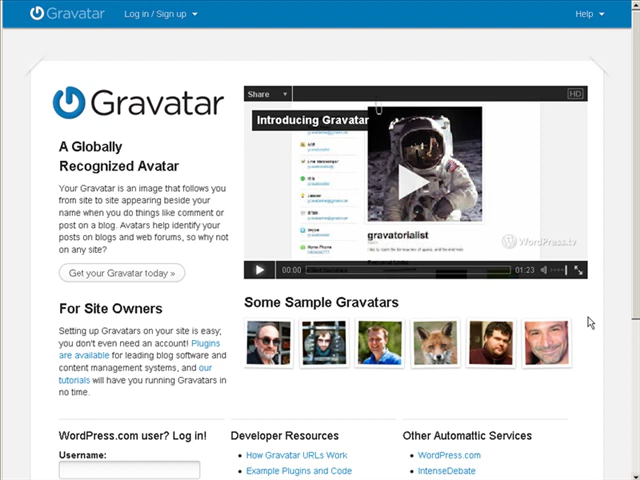 Gravatar
Log in / Sign up
Help
Gravatar
A Globally
Recognized Avatar
Your Gravatar is an image that follows you
from site to site appearing beside your
name when you do things like comment or
post on a blog. Avatars help identify your
posts on blogs and web forums, so why not
on any site?
Get your Gravatar today »
For Site Owners
Setting up Gravatars on your site is easy;
you don't even need an account! Plugins
are available for leading blog software and
content management systems, and our
our tutorials will have you running Gravatars in
no time.
Share
HD
Introducing Gravatar
gravatorialist
WordPress.tv
00:00
01:23
Some Sample Gravatars
WordPress.com user? Log in!
Username:
Developer Resources
How Gravatar URLs Work
Example Plugins and Code
Other Automattic Services
WordPress.com
IntenseDebate